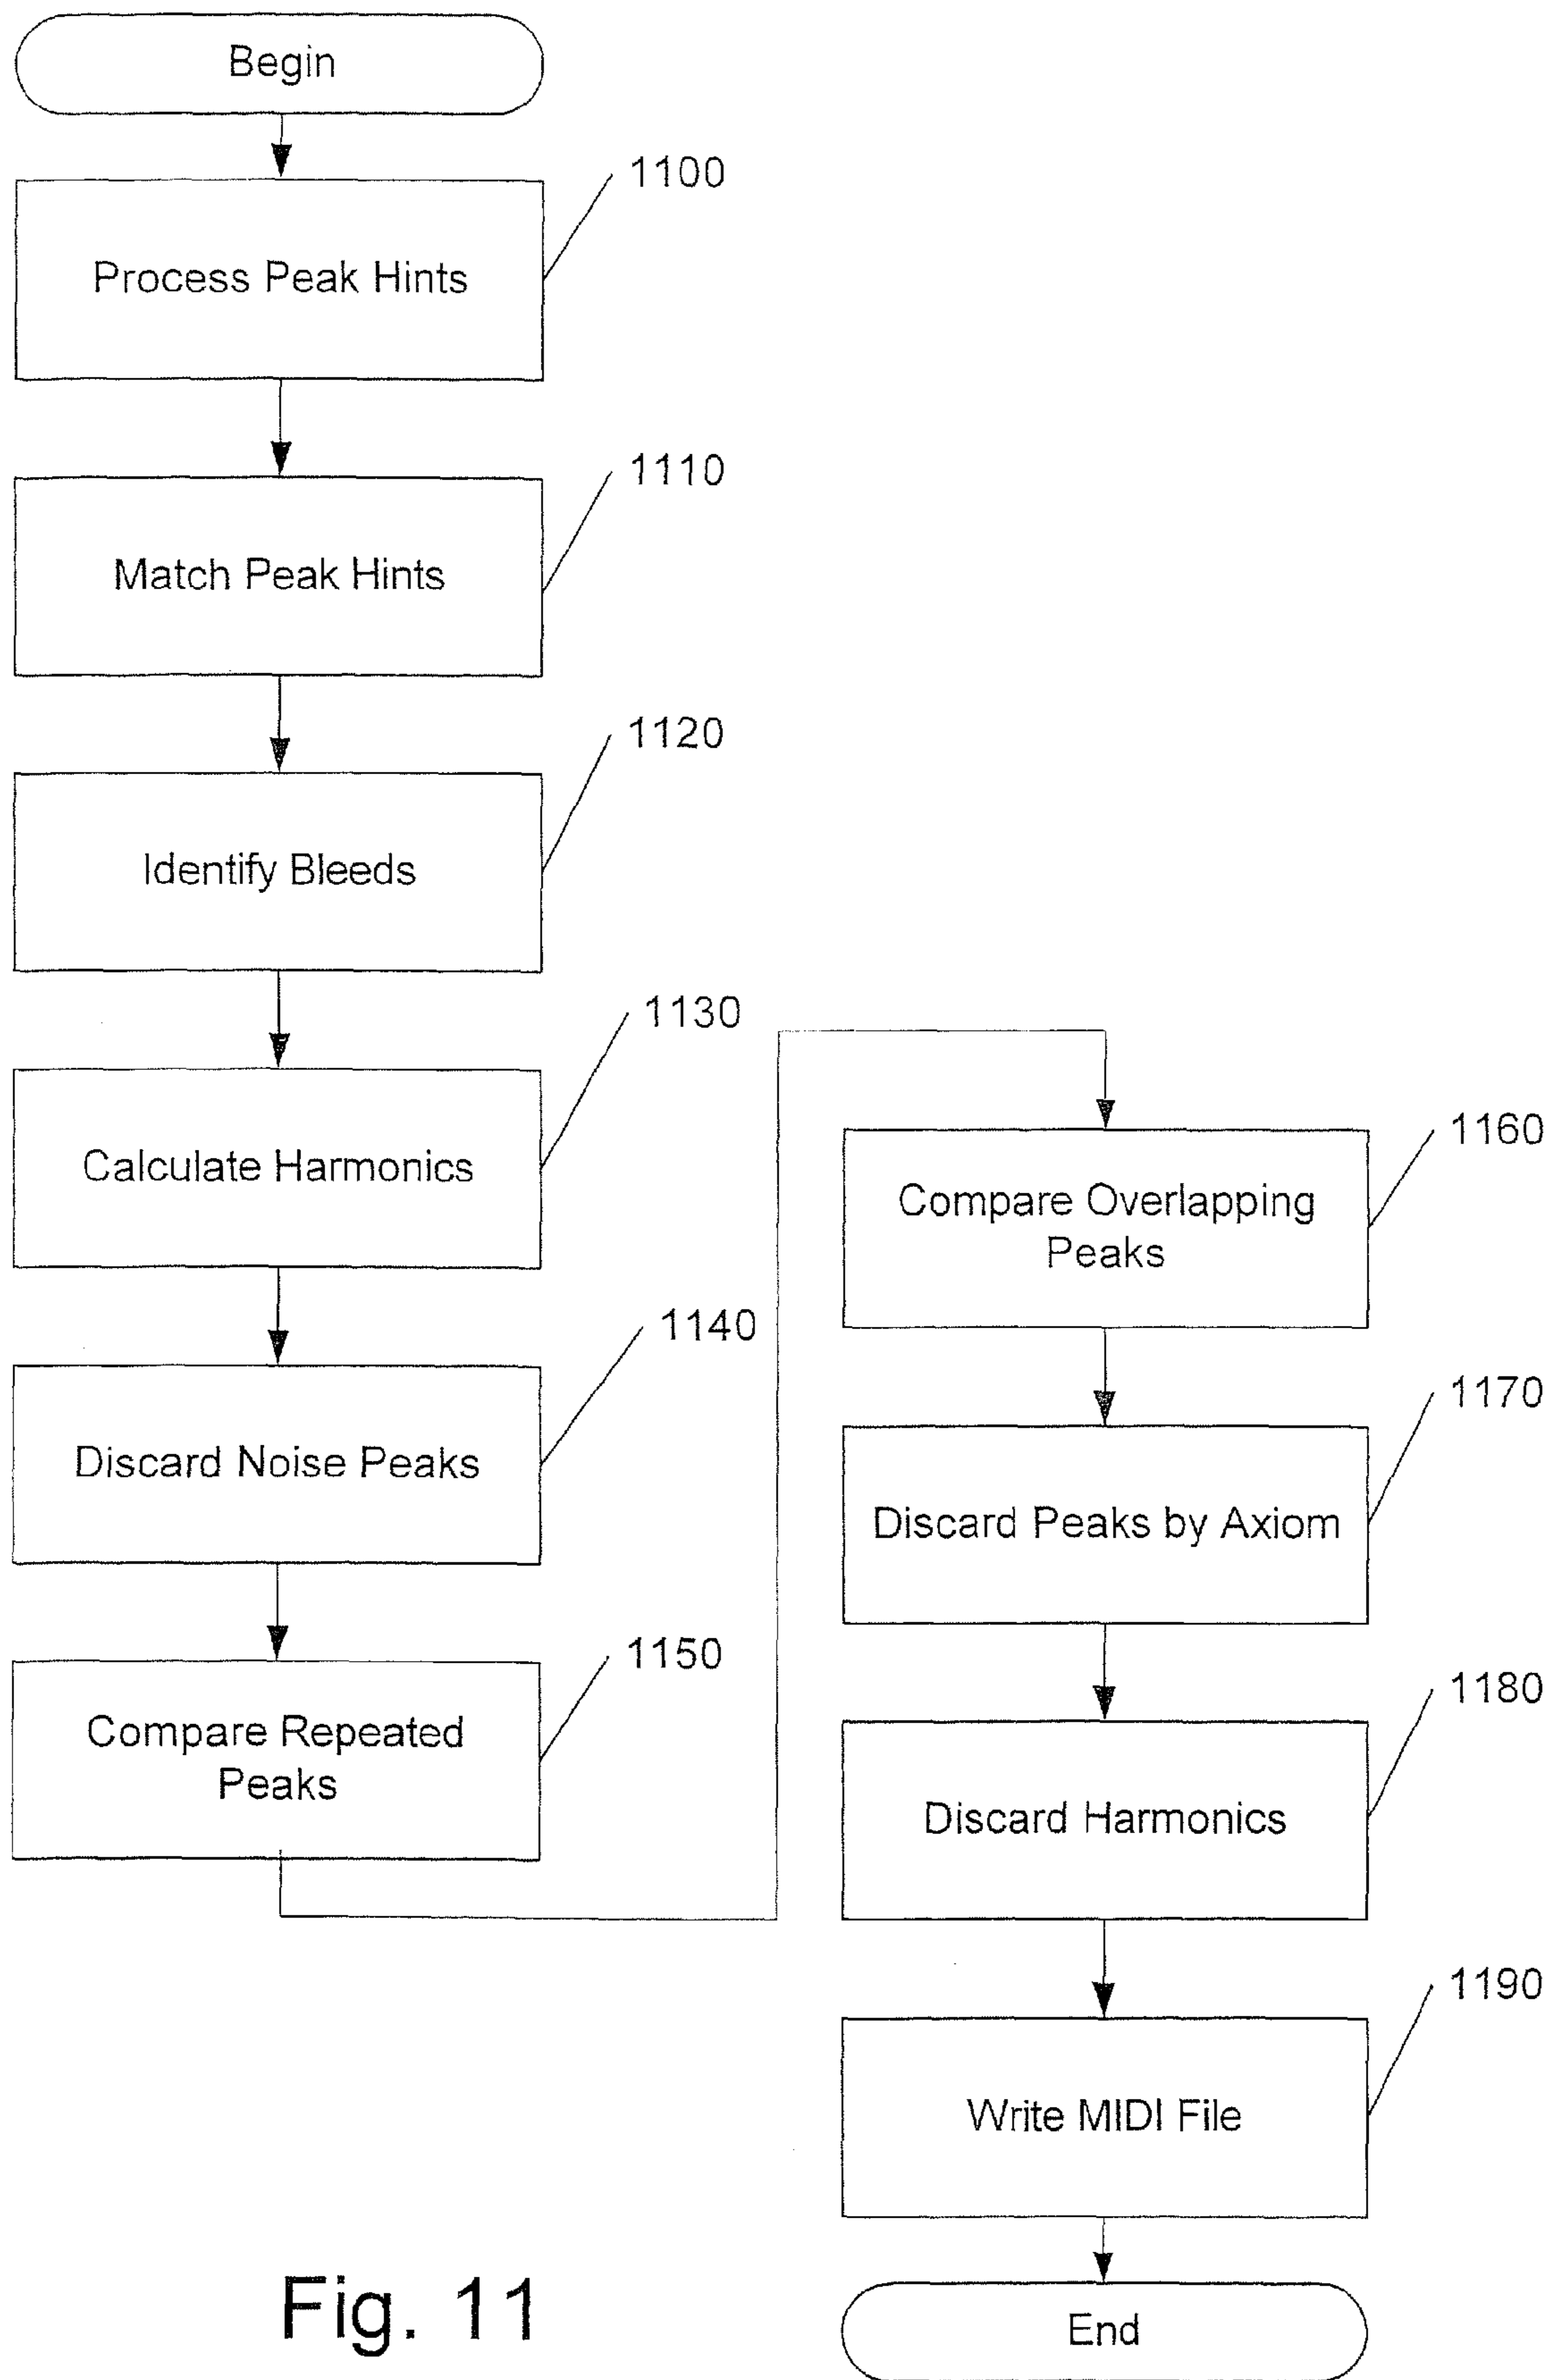 Begin
1100
Process Peak Hints
1110
Match Peak Hints
1120
Identify Bleeds
1130
Calculate Harmonics
1140
Discard Noise Peaks
1150
Compare Repeated
Peaks
1160
Compare Overlapping
Peaks
1170
Discard Peaks by Axiom
1180
Discard Harmonics
1190
Write MIDI File
End
Fig. 11